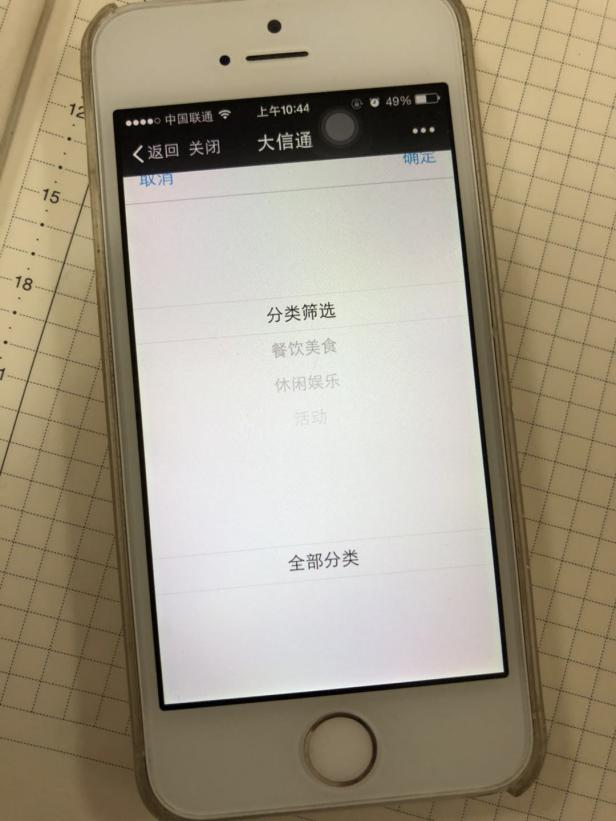 12
15
18
中国联通 上午10:44 49%
返回 关闭 大信通
取消 确定
分类筛选
餐饮美食
休闲娱乐
活动
全部分类